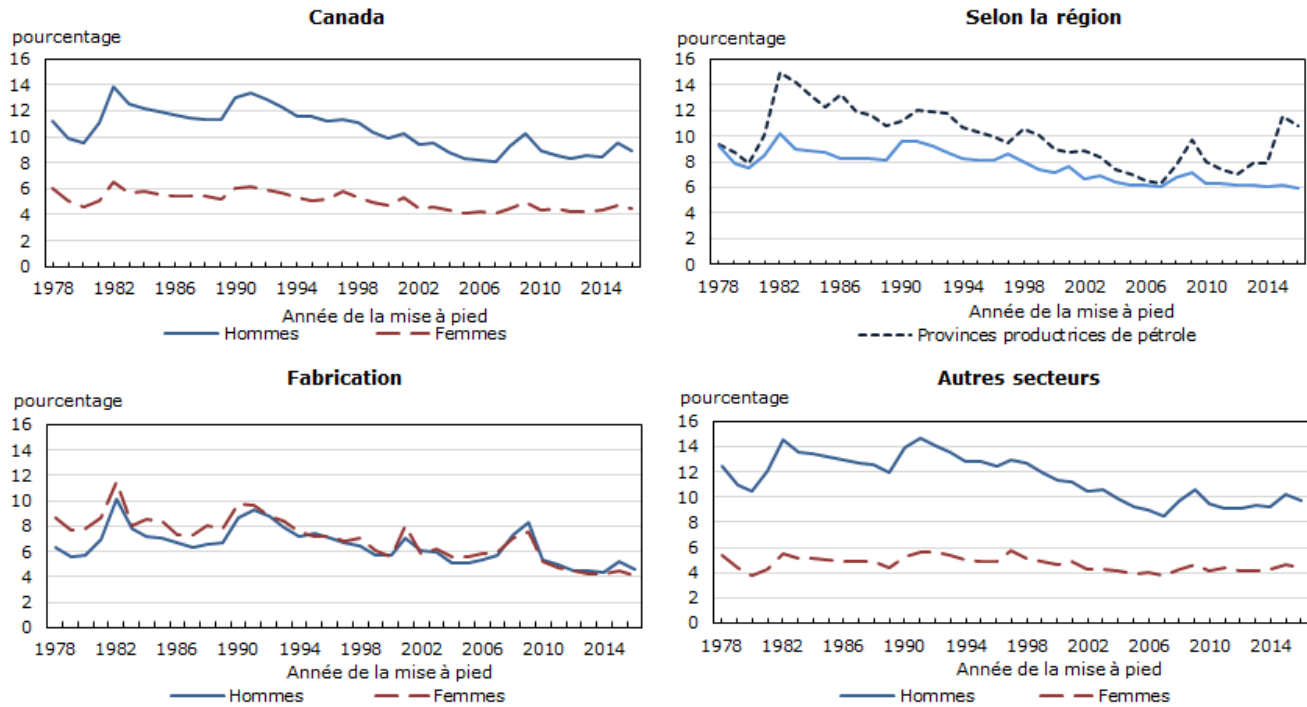 Canada
pourcentage
16
14
12
10
8
6
4
2
0
1978 1982 1986 1990 1994 1998 2002 2006 2010 2014
Année de la mise à pied
Hommes Femmes
Selon la région
pourcentage
16
14
12
10
8
6
4
2
0
1978 1982 1986 1990 1994 1998 2002 2006 2010 2014
Année de la mise à pied
Provinces productrices de pétrole
Fabrication
pourcentage
16
14
12
10
8
6
4
2
0
1978 1982 1986 1990 1994 1998 2002 2006 2010 2014
Année de la mise à pied
Hommes Femmes
Autres secteurs
pourcentage
16
14
12
10
8
6
4
2
0
1978 1982 1986 1990 1994 1998 2002 2006 2010 2014
Année de la mise à pied
Hommes Femmes